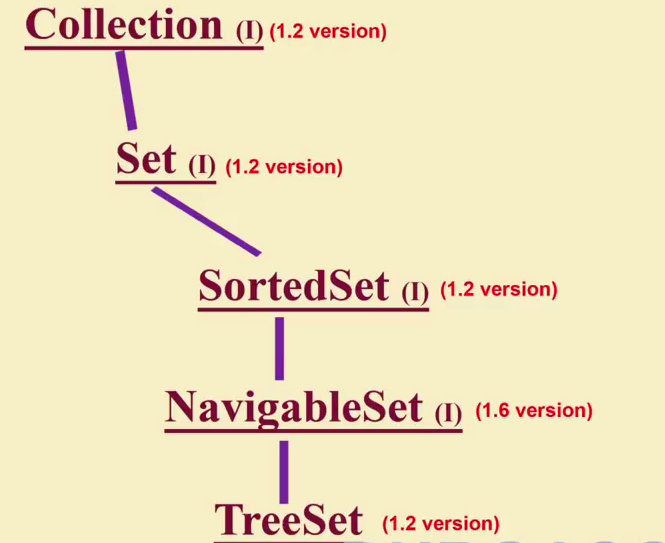 Collection (I) (1.2 version)
Set (I) (1.2 version)
SortedSet (I) (1.2 version)
NavigableSet (I) (1.6 version)
TreeSet (1.2 version)